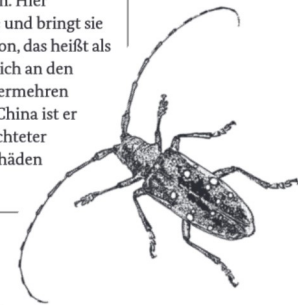 n. Hier
und bringt sie
on, das heißt als
ich an den
ermehren
China ist er
chteter
häden